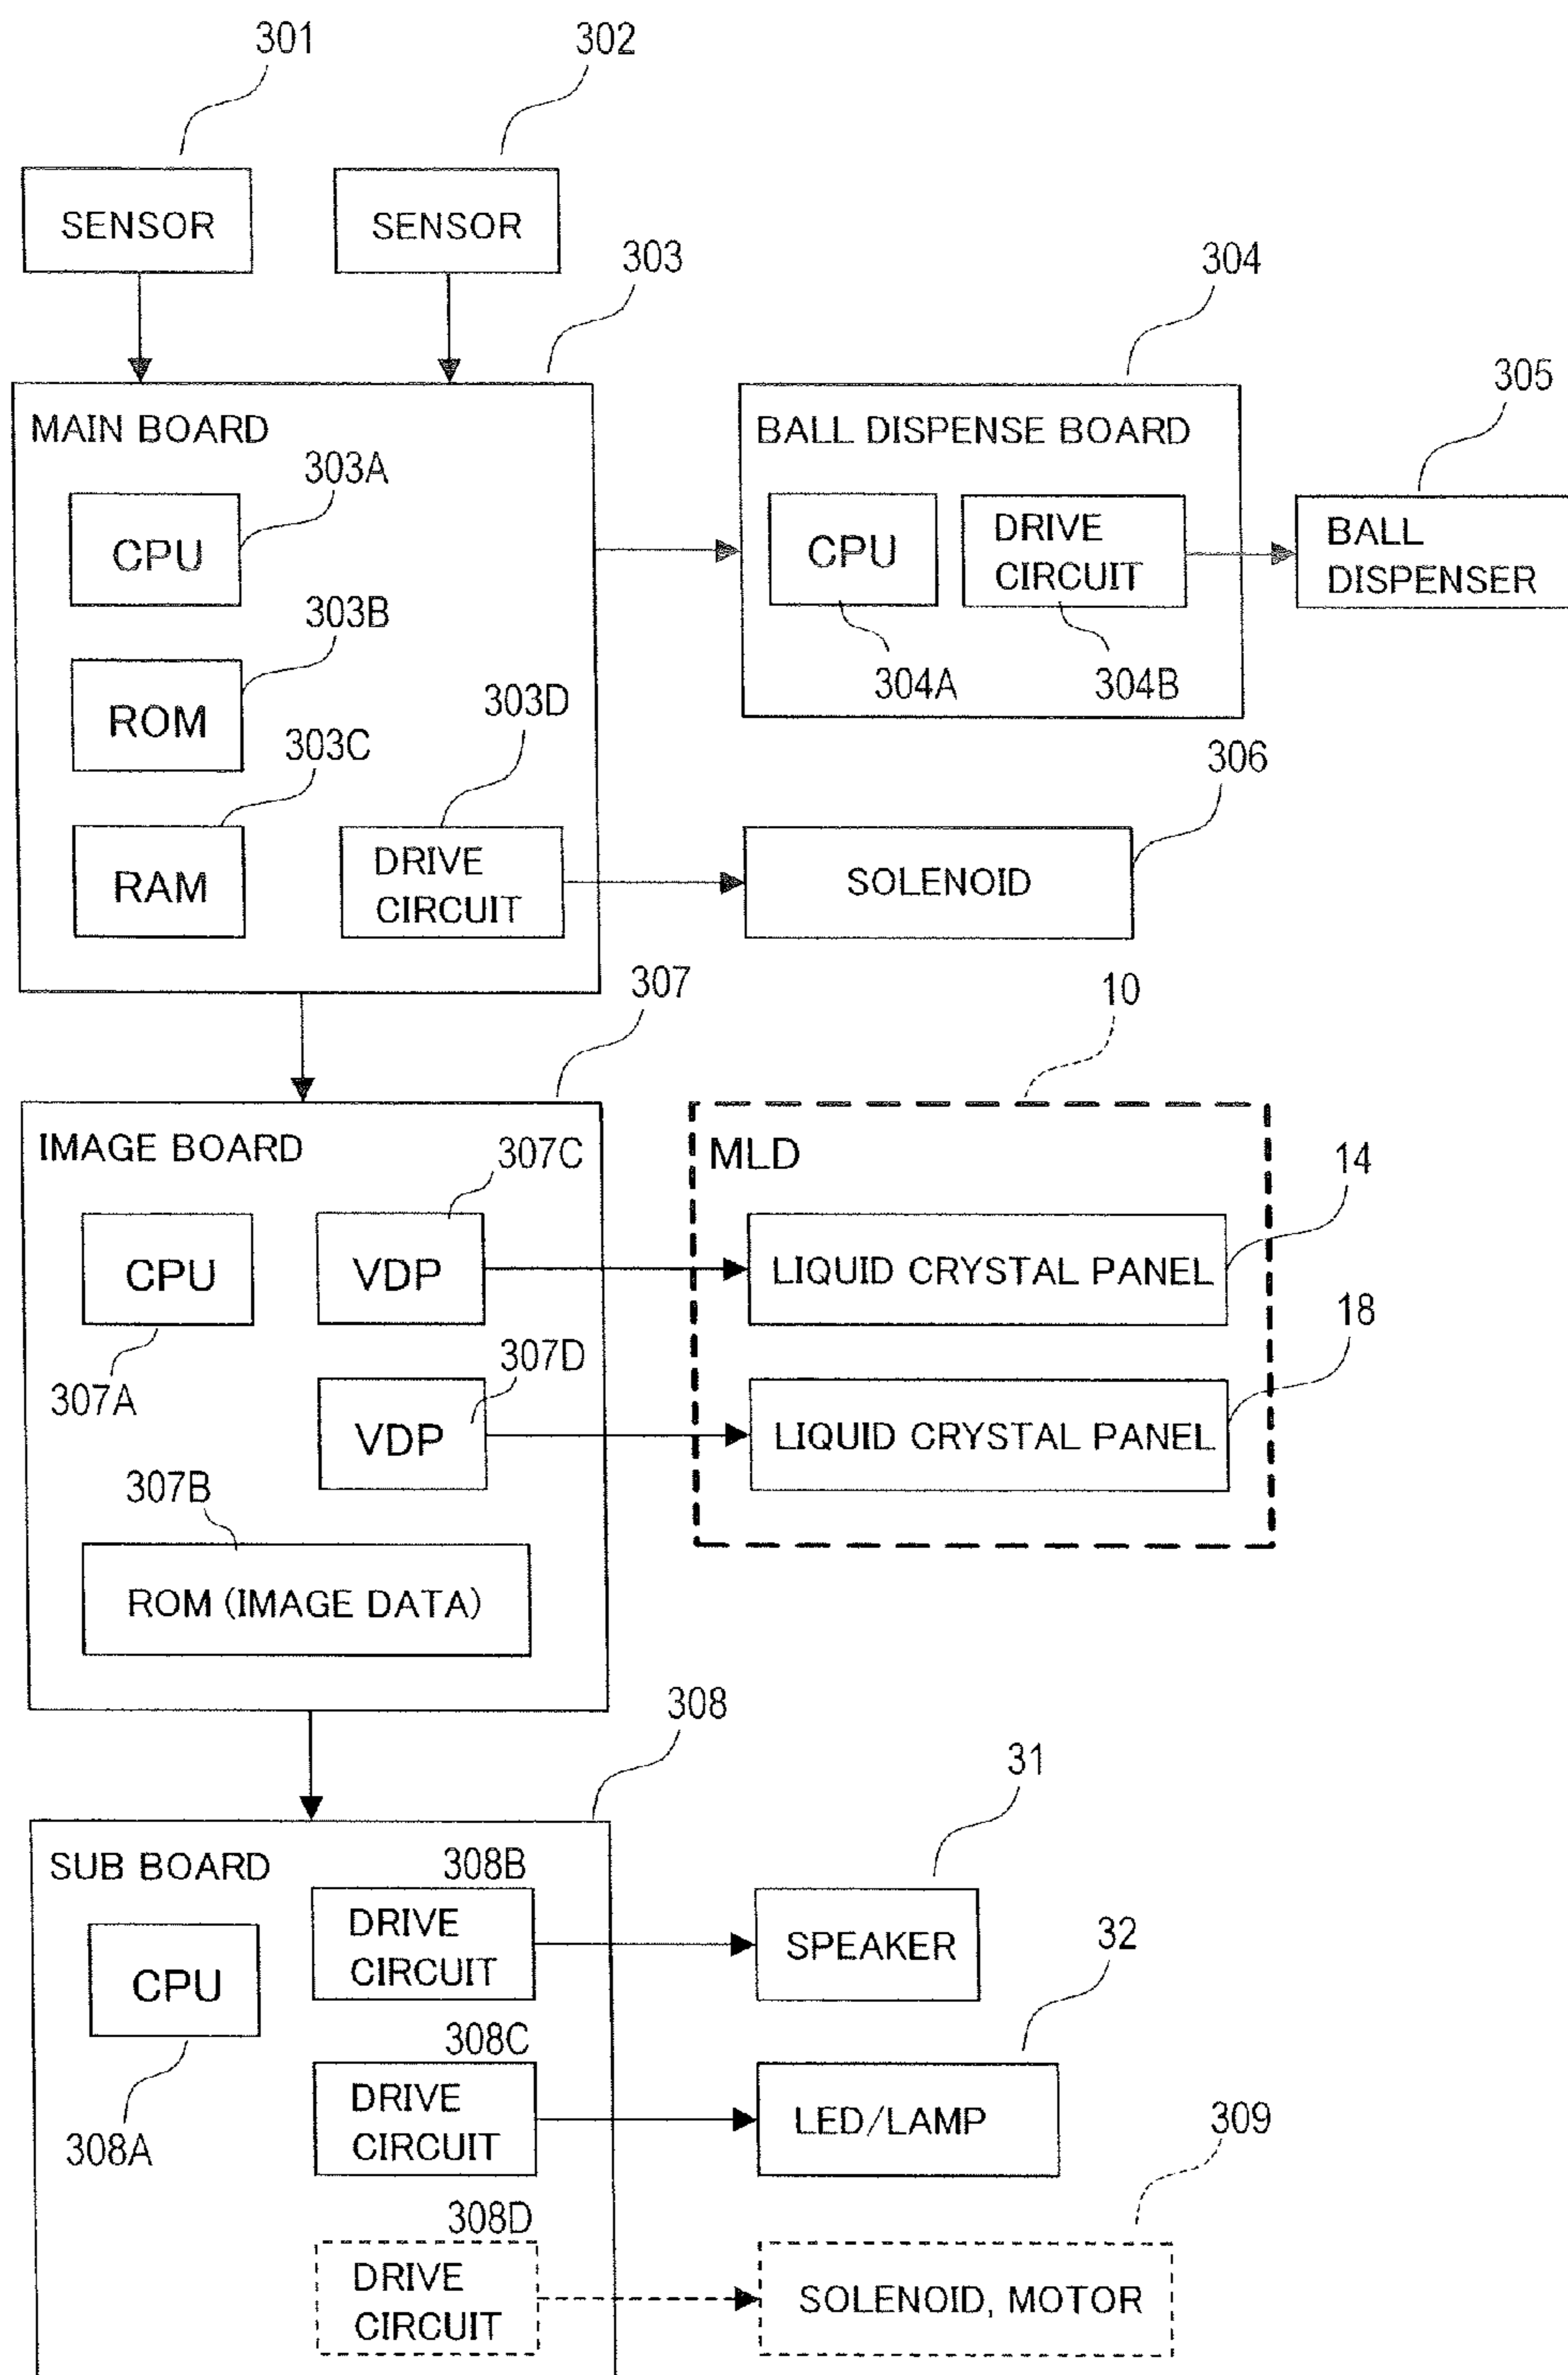 301
302
SENSOR
SENSOR
303
304
305
MAIN BOARD
BALL DISPENSE BOARD
303A
CPU
CPU
DRIVE
CIRCUIT
BALL
DISPENSER
303B
304A
304B
ROM
303D
303C
306
RAM
DRIVE
CIRCUIT
SOLENOID
307
10
IMAGE BOARD
307C
MLD
14
CPU
VDP
LIQUID CRYSTAL PANEL
307A
307D
18
VDP
LIQUID CRYSTAL PANEL
307B
ROM (IMAGE DATA)
308
31
SUB BOARD
308B
DRIVE
CIRCUIT
SPEAKER
32
CPU
308C
DRIVE
CIRCUIT
LED/LAMP
308A
309
308D
DRIVE
CIRCUIT
SOLENOID, MOTOR